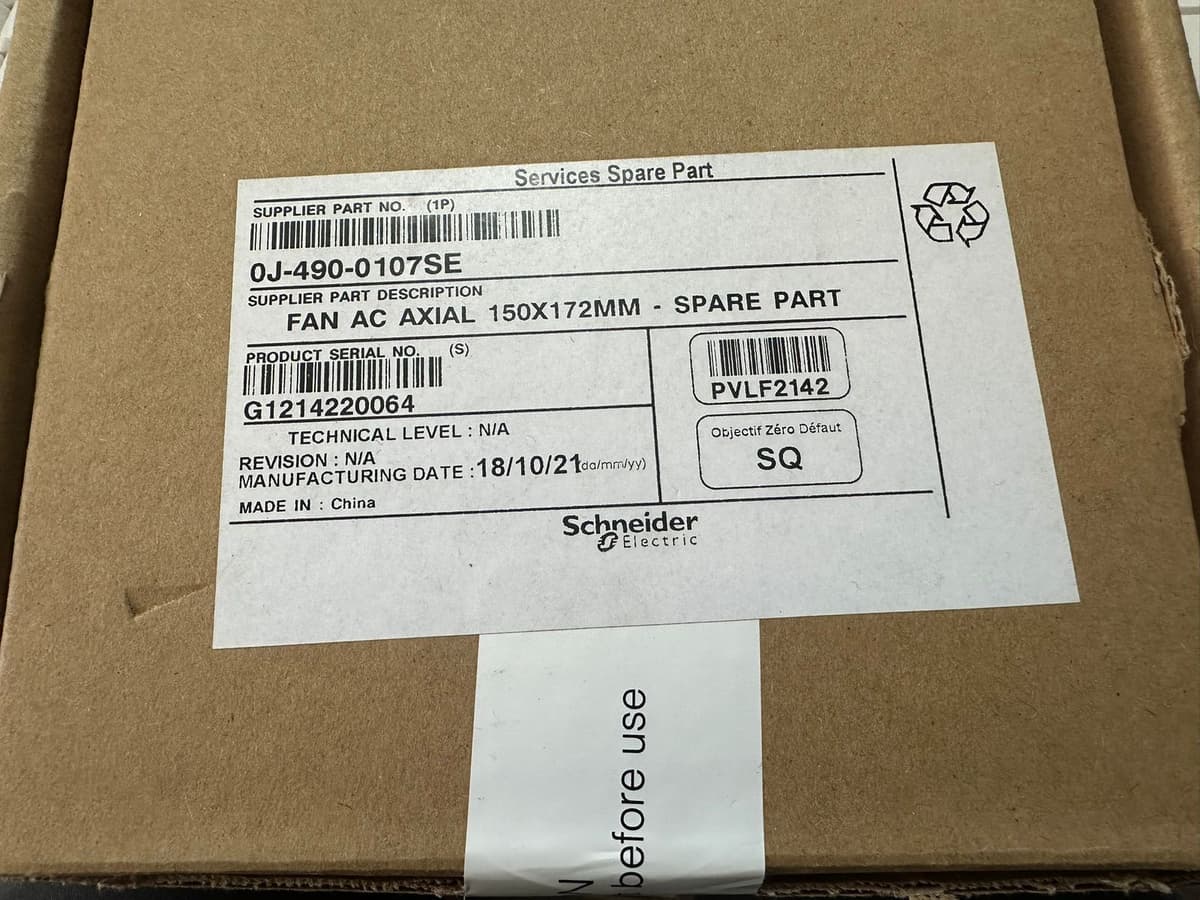 Services Spare Part
SUPPLIER PART NO. (1P)
0J-490-0107SE
SUPPLIER PART DESCRIPTION
FAN AC AXIAL 150X172MM - SPARE PART
PRODUCT SERIAL NO. (S)
G1214220064
PVLF2142
TECHNICAL LEVEL : N/A
Objectif Zéro Défaut
SQ
REVISION : N/A
MANUFACTURING DATE :18/10/21(dd/mm/yy)
MADE IN : China
Schneider
Electric
before use